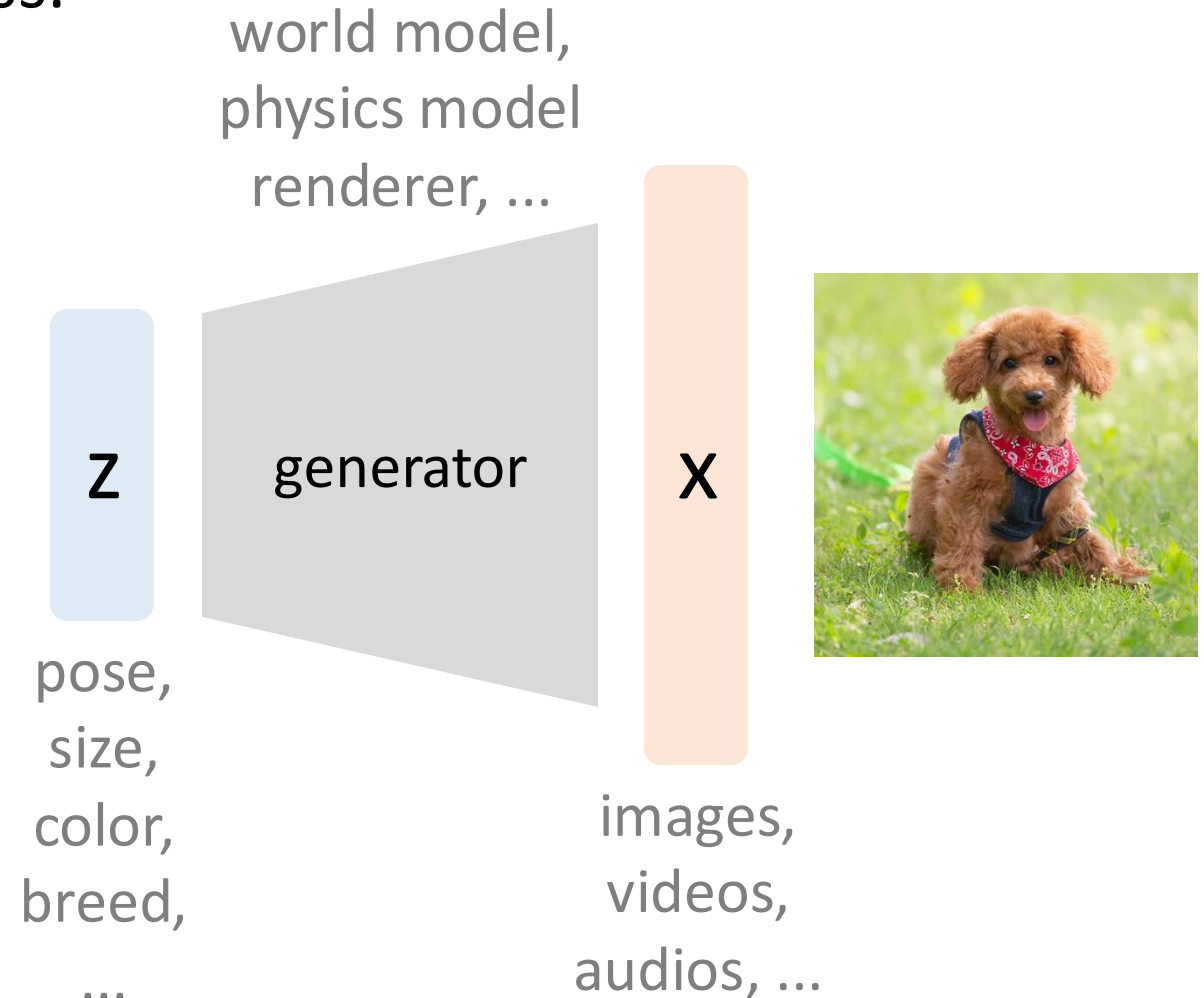 world model,
physics model
renderer, ...
z
generator
x
pose,
size,
color,
breed,
...
images,
videos,
audios, ...